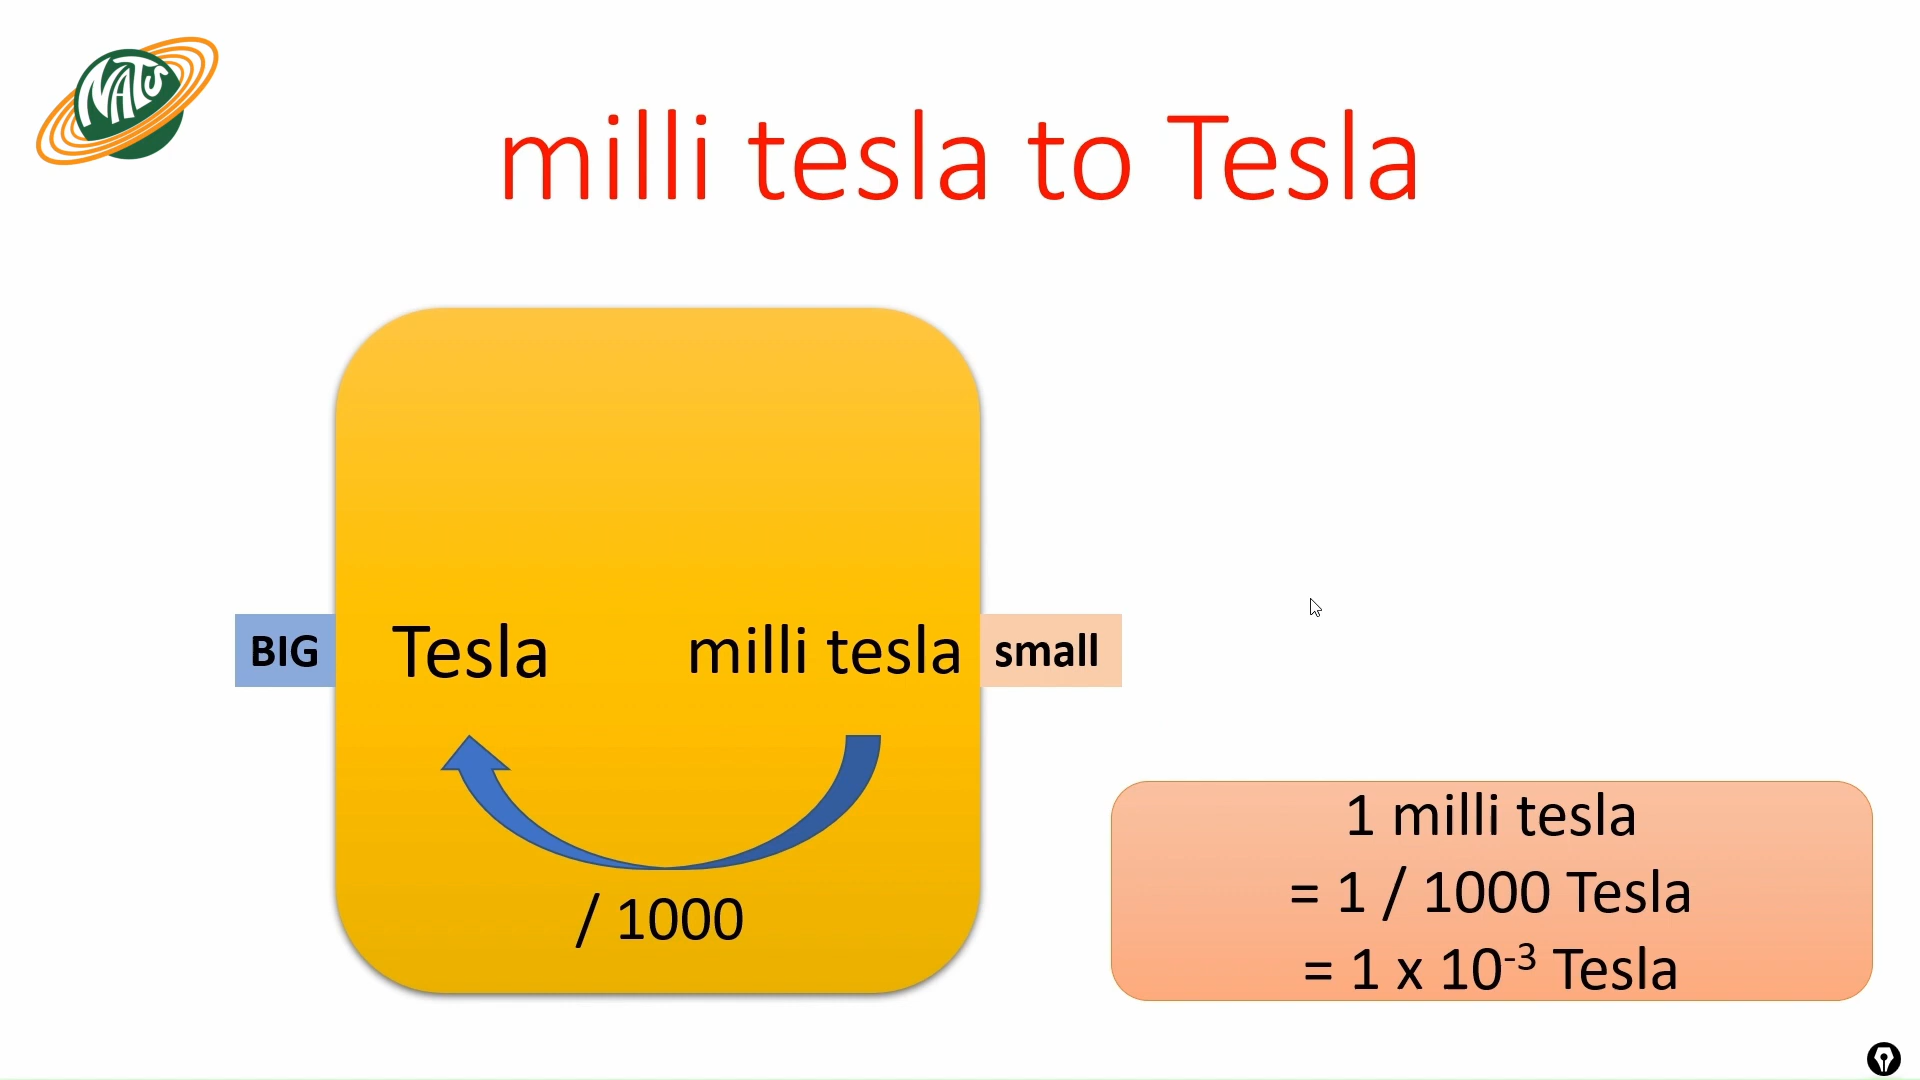 NATS
milli tesla to Tesla
BIG
Tesla
milli tesla
small
/ 1000
1 milli tesla
= 1 / 1000 Tesla
= 1 x 10⁻³ Tesla